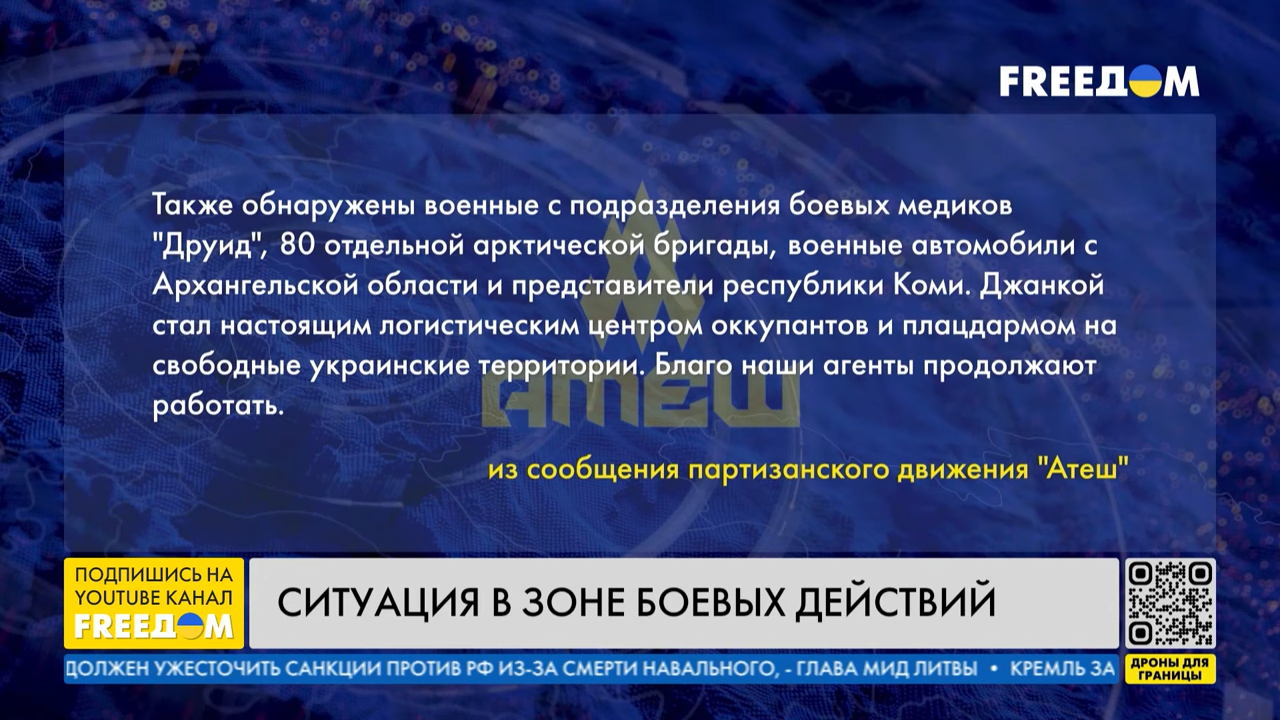 FREEДОМ
Также обнаружены военные с подразделения боевых медиков
"Друид", 80 отдельной арктической бригады, военные автомобили с
Архангельской области и представители республики Коми. Джанкой
стал настоящим логистическим центром оккупантов и плацдармом на
свободные украинские территории. Благо наши агенты продолжают
работать.
АТЕШ
из сообщения партизанского движения "Атеш"
ПОДПИШИСЬ НА
YOUTUBE КАНАЛ
FREEДОМ
СИТУАЦИЯ В ЗОНЕ БОЕВЫХ ДЕЙСТВИЙ
ДОЛЖЕН УЖЕСТОЧИТЬ САНКЦИИ ПРОТИВ РФ ИЗ-ЗА СМЕРТИ НАВАЛЬНОГО, - ГЛАВА МИД ЛИТВЫ • КРЕМЛЬ ЗА
ДРОНЫ ДЛЯ
ГРАНИЦЫ